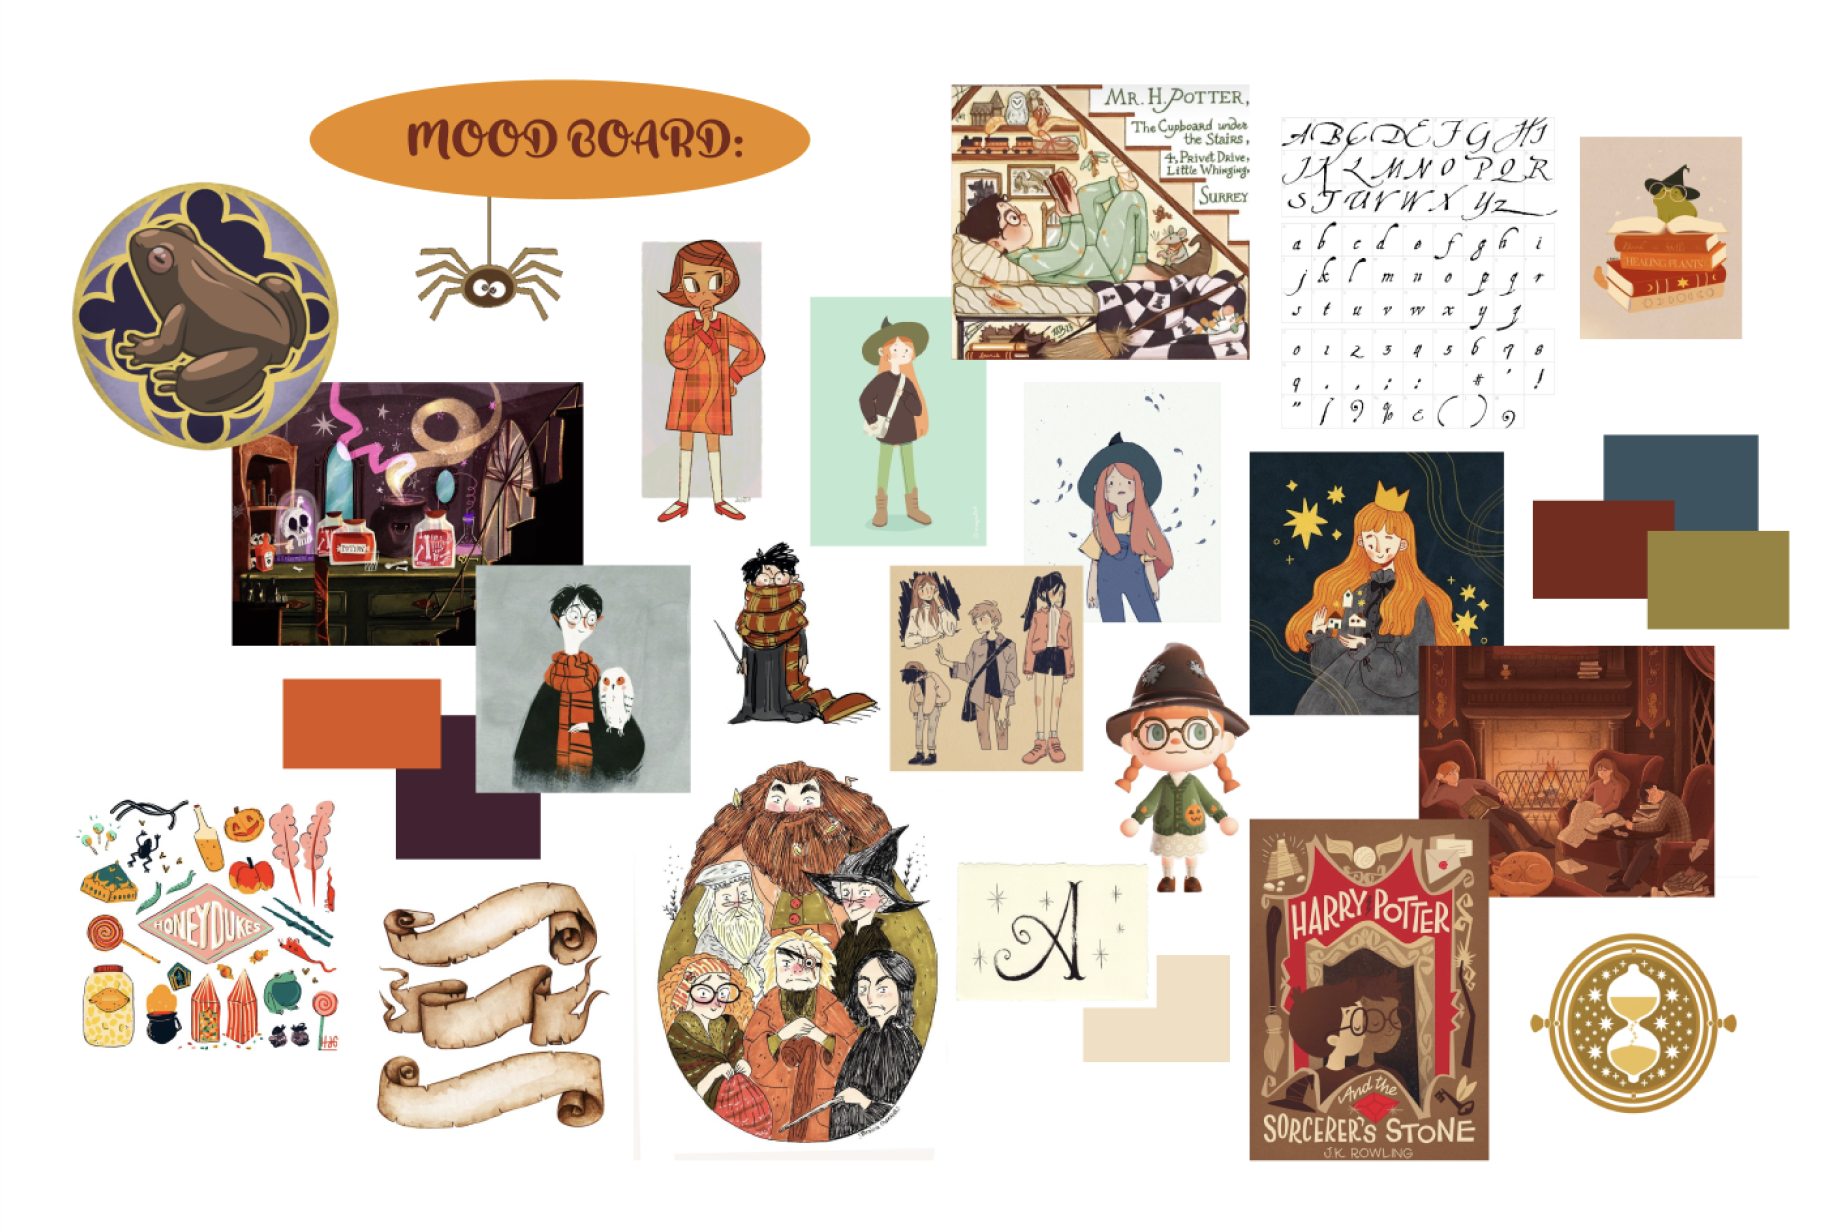 MOOD BOARD:
MR. H. POTTER,
The Cupboard under
the Stairs,
4, Privet Drive,
Little Whinging,
SURREY
A B C D E F G H I
J K L M N O P Q R
S T U V W X Y Z
a b c d e f g h i
j k l m n o p q r
s t u v w x y z
0 1 2 3 4 5 6 7 8
9 . , ; : # ' !
HEALING PLANTS
POTION
HONEYDUKES
A
HARRY POTTER
And the
SORCERER'S STONE
J.K. ROWLING